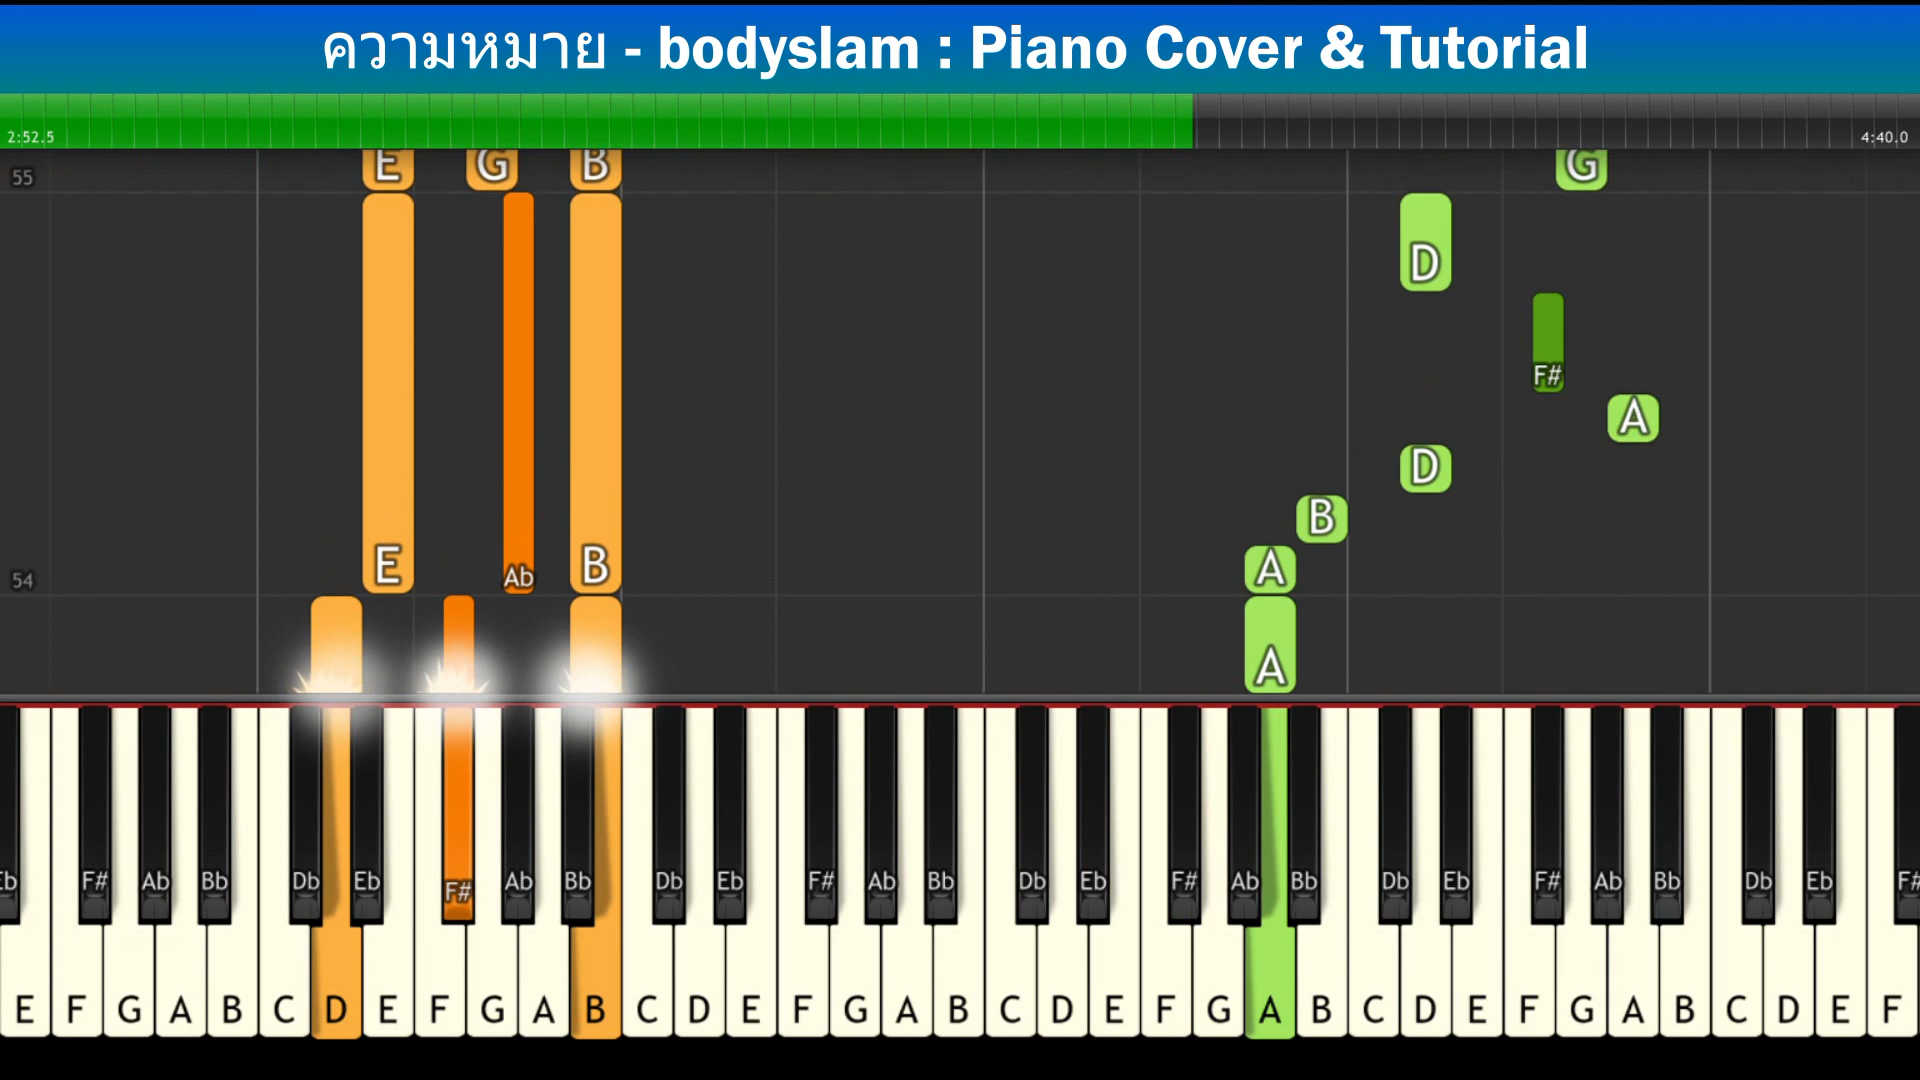 ความหมาย - bodyslam : Piano Cover & Tutorial
2:52.5 4:40.0
E G B G
55
D
F#
A
D
B
E Ab B A
54
A
Eb F# Ab Bb Db Eb F# Ab Bb Db Eb F# Ab Bb Db Eb F# Ab Bb Db Eb F# Ab Bb Db Eb F#
E F G A B C D E F G A B C D E F G A B C D E F G A B C D E F G A B C D E F